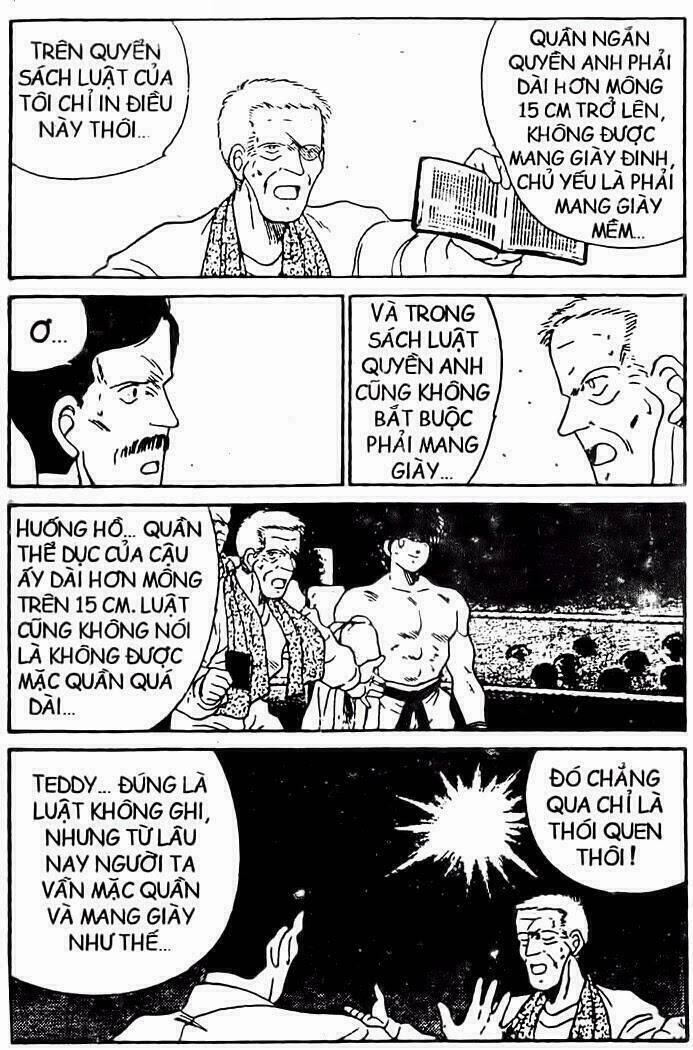 TRÊN QUYỂN
SÁCH LUẬT CỦA
TÔI CHỈ IN ĐIỀU
NÀY THÔI...
QUẦN NGẮN
QUYỀN ANH PHẢI
DÀI HƠN MÔNG
15 CM TRỞ LÊN,
KHÔNG ĐƯỢC
MANG GIÀY ĐINH,
CHỦ YẾU LÀ PHẢI
MANG GIÀY
MỀM...
Ơ...
VÀ TRONG
SÁCH LUẬT
QUYỀN ANH
CŨNG KHÔNG
BẮT BUỘC
PHẢI MANG
GIÀY...
HUỐNG HỒ... QUẦN
THỂ DỤC CỦA CẬU
ẤY DÀI HƠN MÔNG
TRÊN 15 CM. LUẬT
CŨNG KHÔNG NÓI
LÀ KHÔNG ĐƯỢC
MẶC QUẦN QUÁ
DÀI...
TEDDY... ĐÚNG LÀ
LUẬT KHÔNG GHI,
NHƯNG TỪ LÂU
NAY NGƯỜI TA
VẪN MẶC QUẦN
VÀ MANG GIÀY
NHƯ THẾ...
ĐÓ CHẲNG
QUA CHỈ LÀ
THÓI QUEN
THÔI!